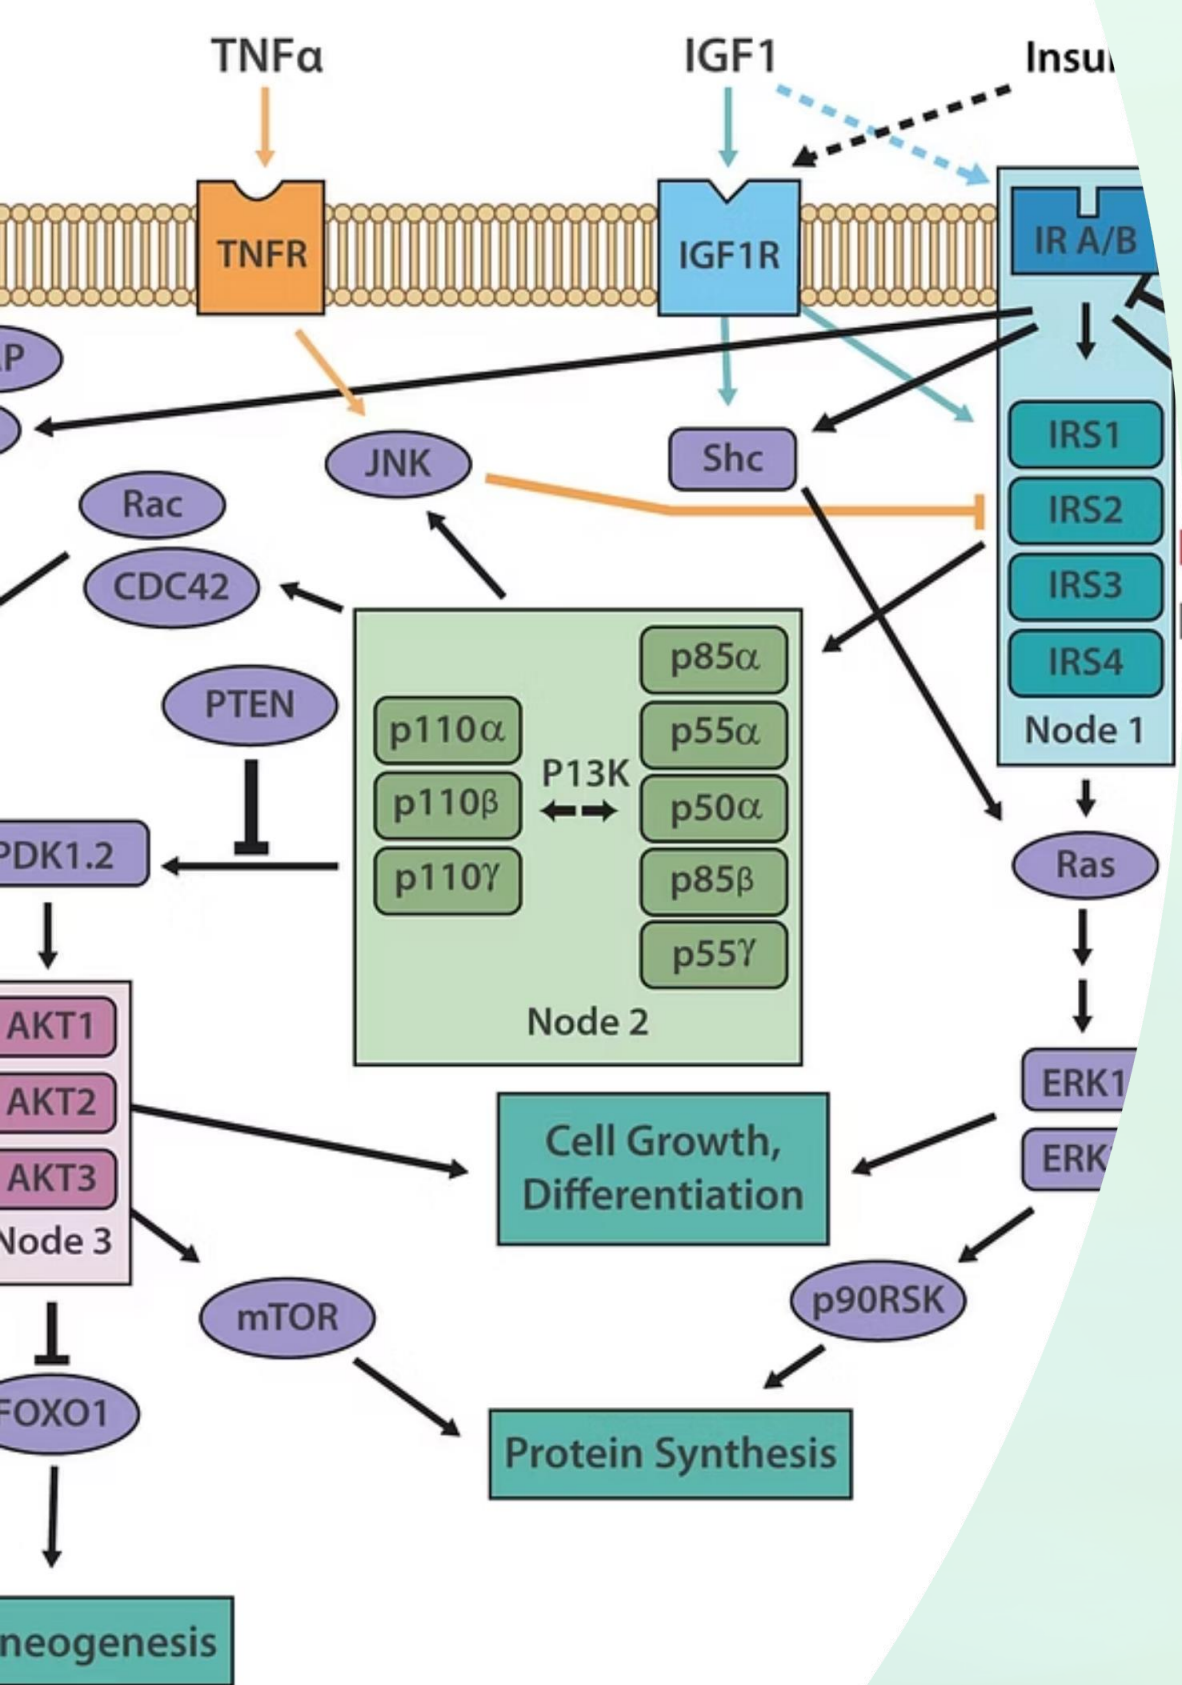 TNFα
IGF1
TNFR
IGF1R
IR A/B
JNK
Shc
IRS1
IRS2
IRS3
IRS4
Node 1
Rac
CDC42
PTEN
p110α
p110β
p110γ
P13K
p85α
p55α
p50α
p85β
p55γ
Node 2
PDK1.2
Ras
AKT1
AKT2
AKT3
Node 3
ERK1
ERK
Cell Growth,
Differentiation
mTOR
p90RSK
FOXO1
Protein Synthesis
neogenesis